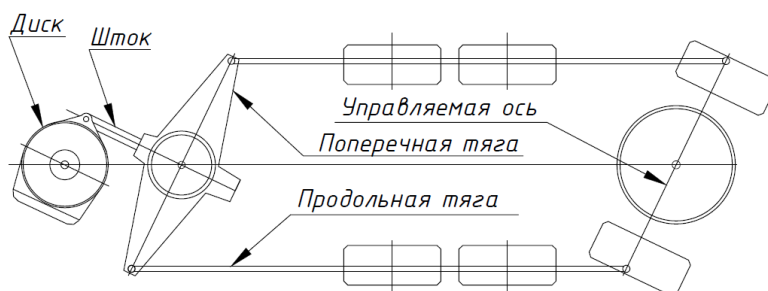 Диск
Шток
Управляемая ось
Поперечная тяга
Продольная тяга